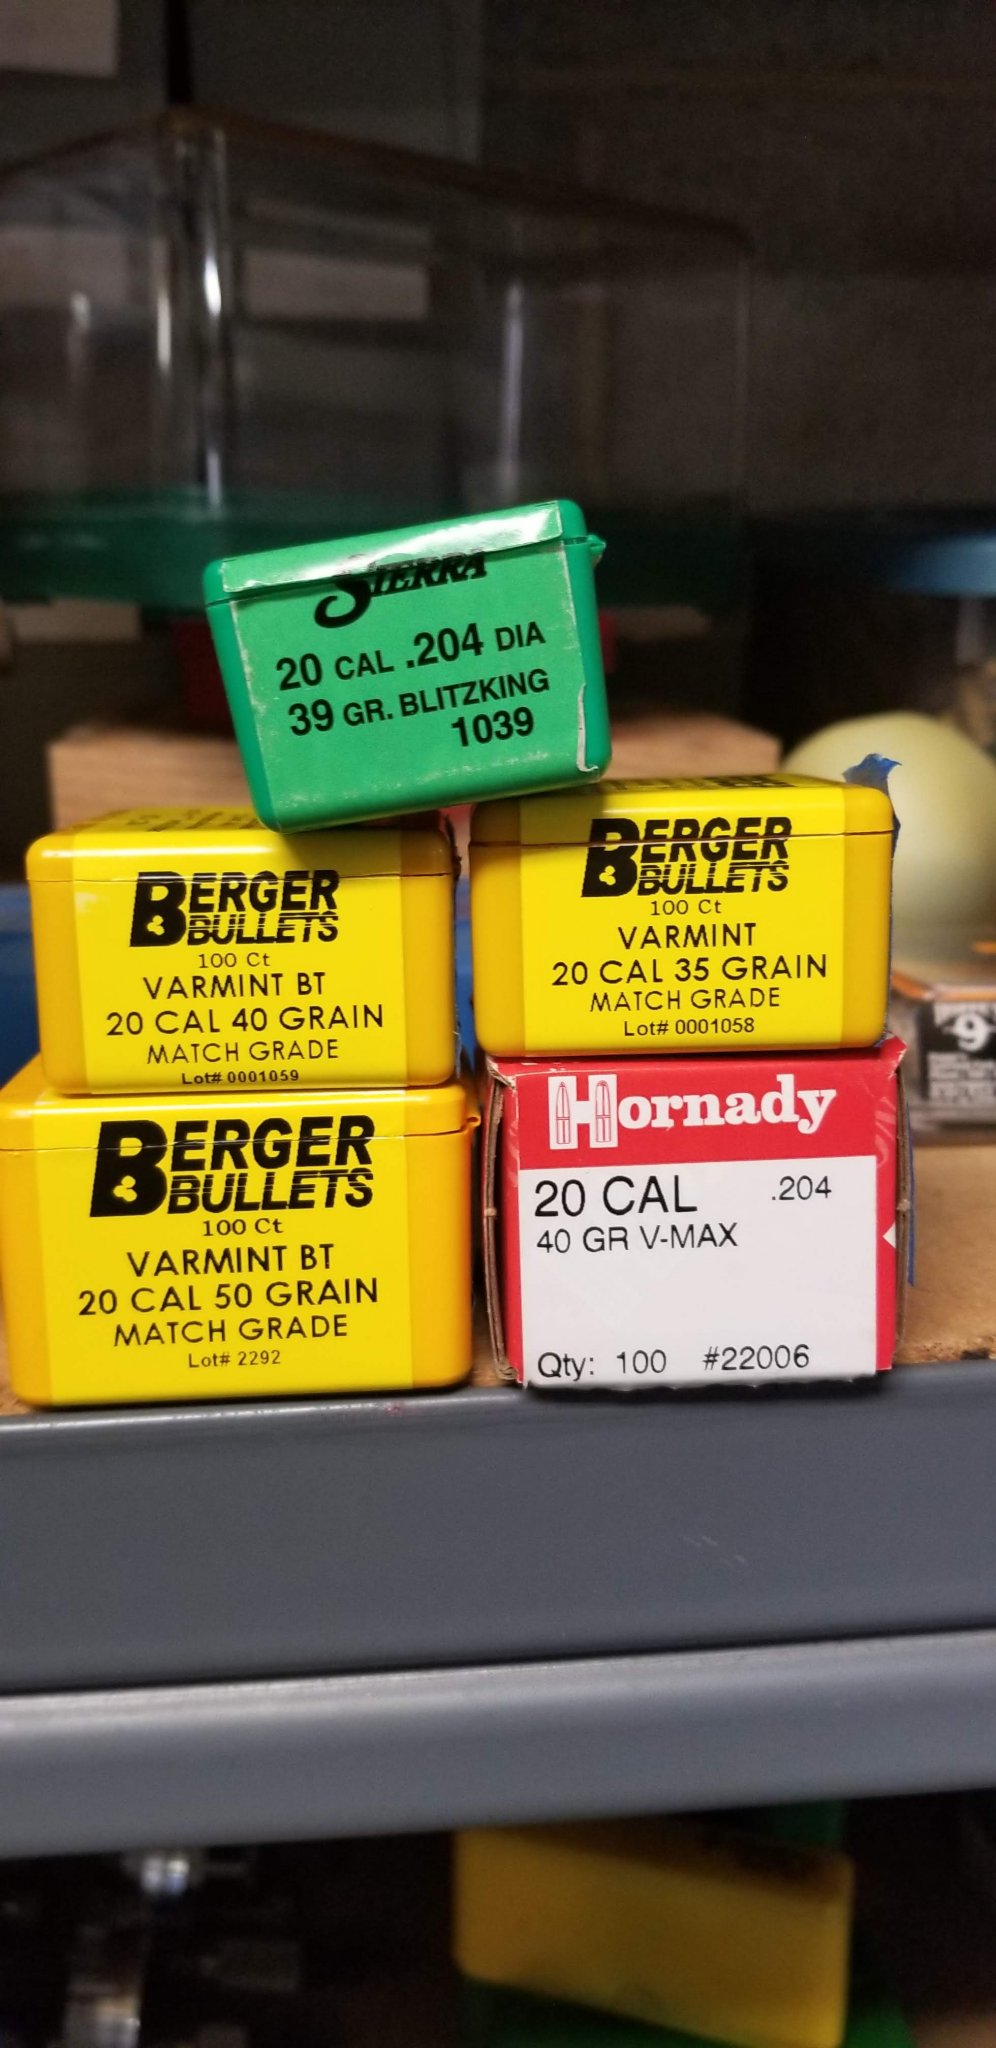 SIERRA
20 CAL .204 DIA
39 GR. BLITZKING
1039
BERGER
BULLETS
100 Ct
VARMINT BT
20 CAL 40 GRAIN
MATCH GRADE
Lot# 0001059
BERGER
BULLETS
100 Ct
VARMINT
20 CAL 35 GRAIN
MATCH GRADE
Lot# 0001058
BERGER
BULLETS
100 Ct
VARMINT BT
20 CAL 50 GRAIN
MATCH GRADE
Lot# 2292
Hornady
20 CAL .204
40 GR V-MAX
Qty: 100 #22006
9